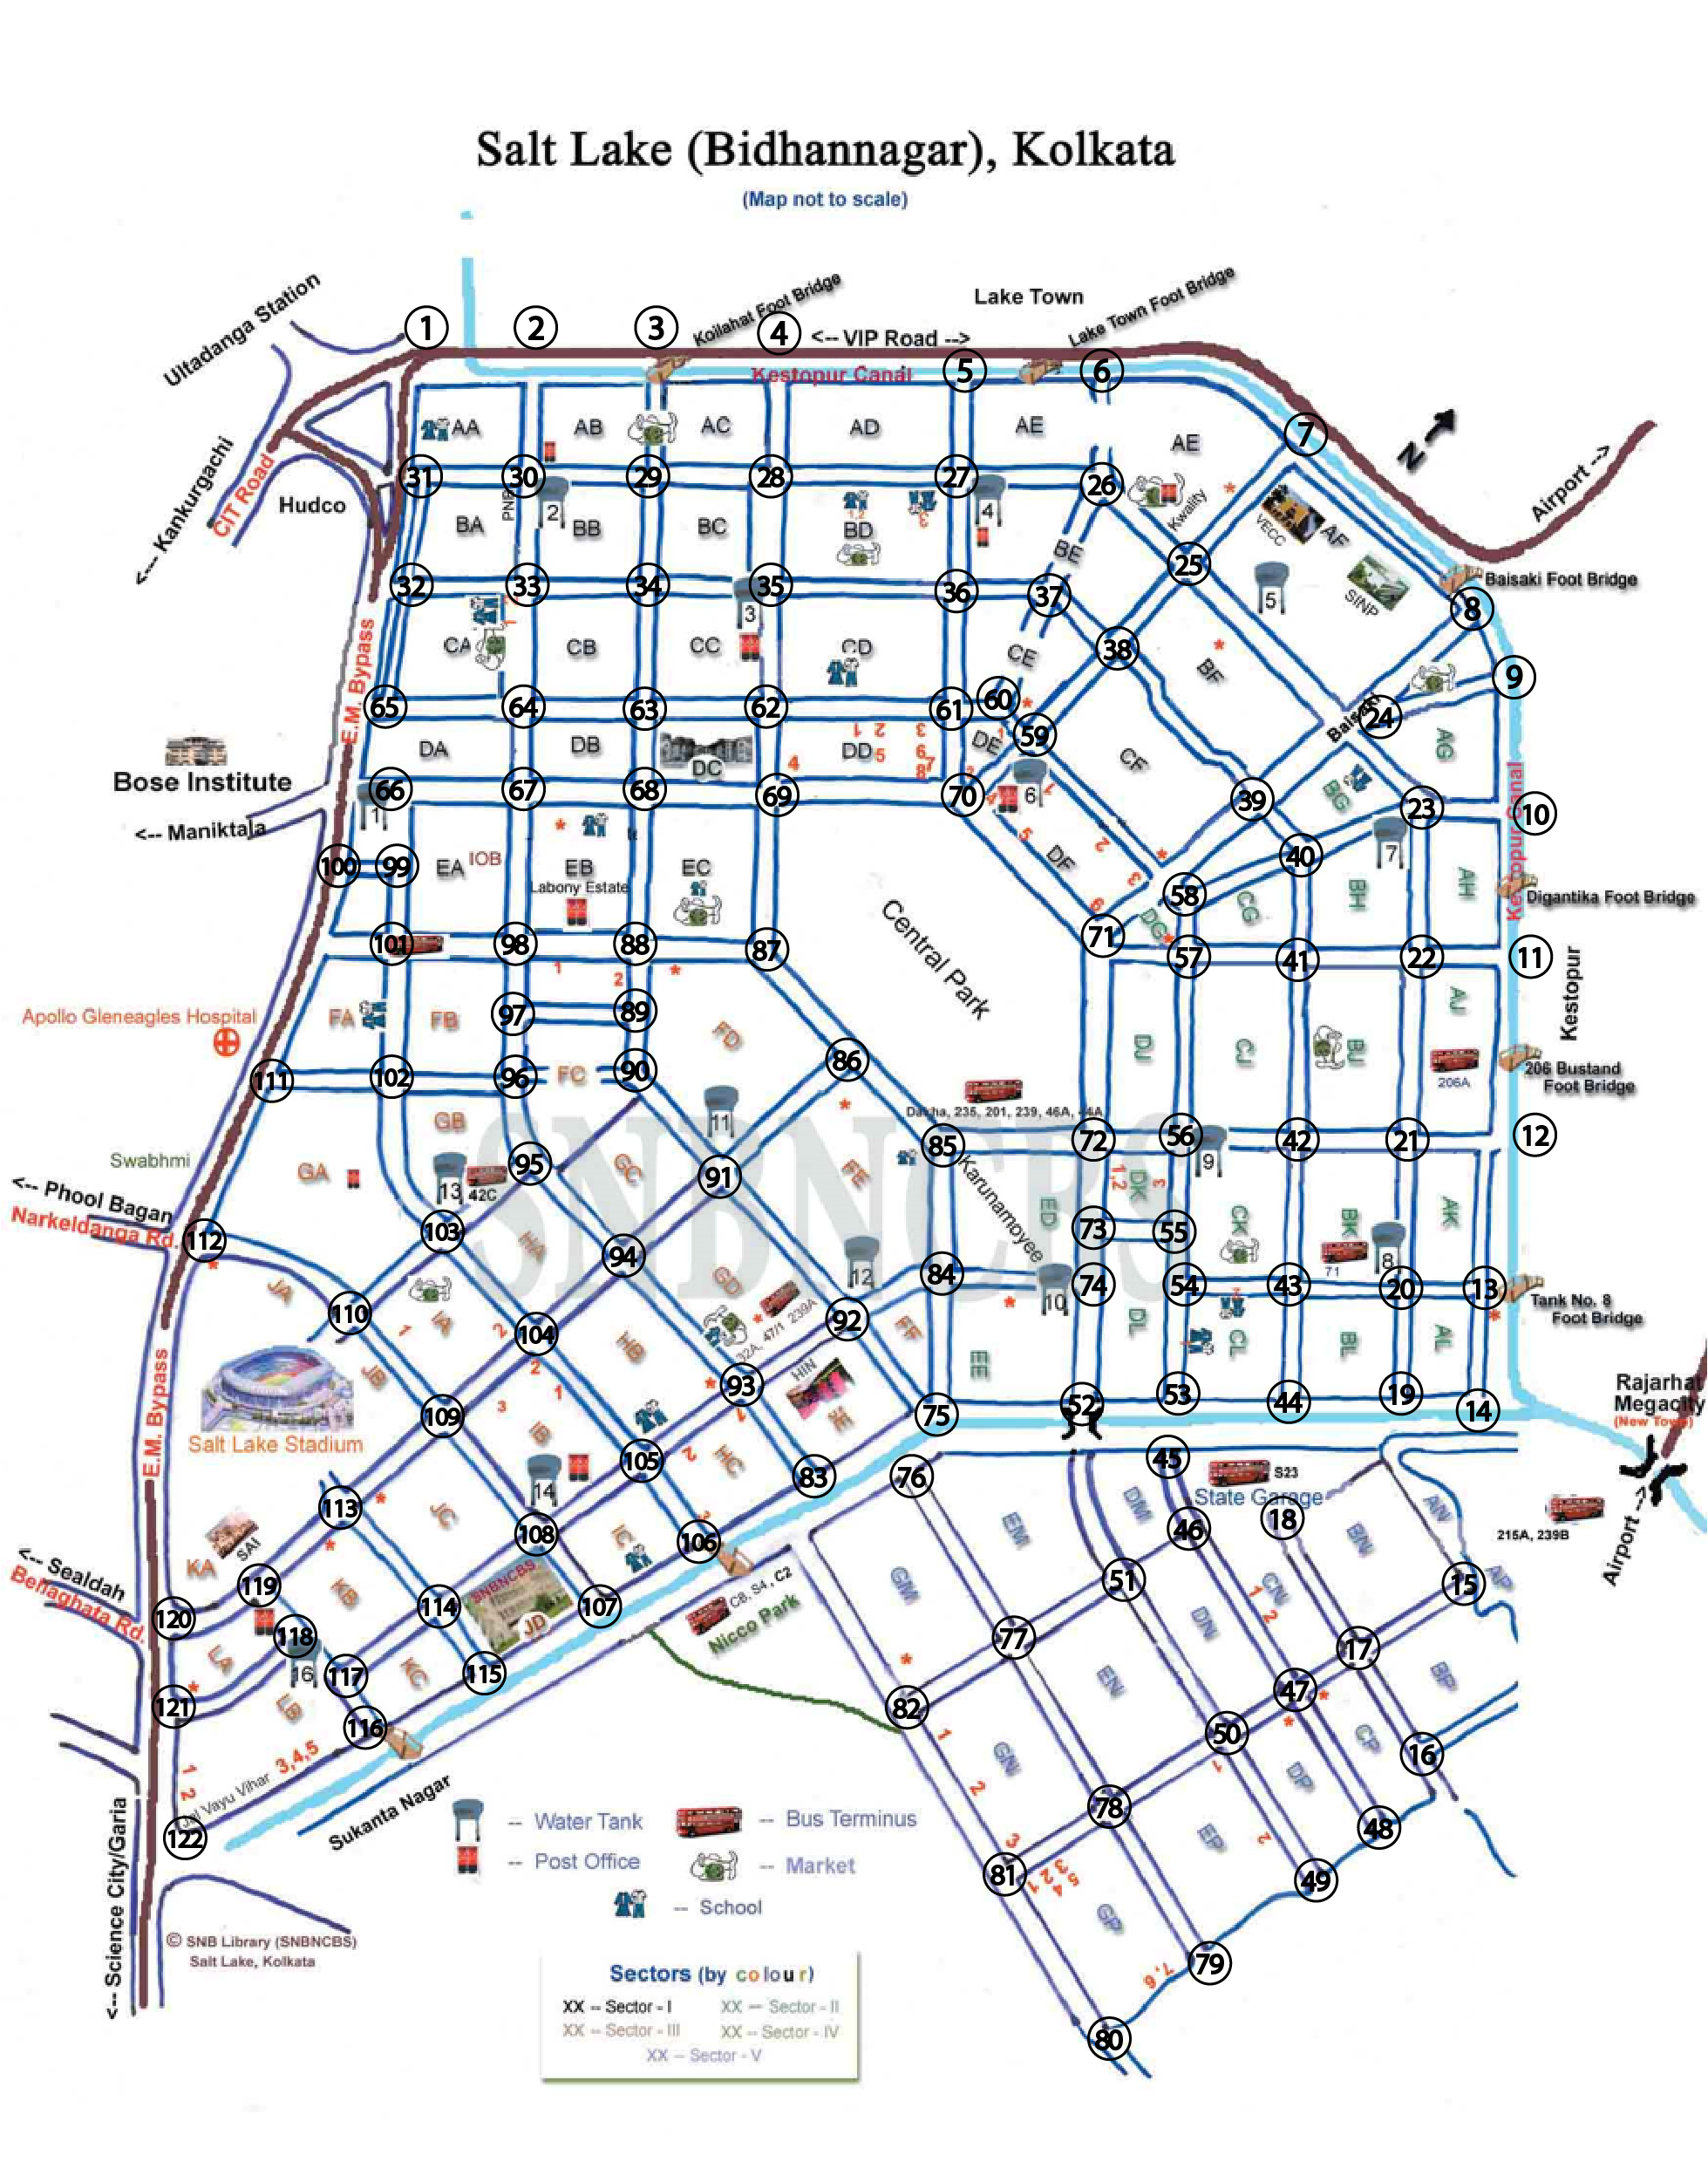 Salt Lake (Bidhannagar), Kolkata
(Map not to scale)
Ultadanga Station
Koilahat Foot Bridge
Lake Town
Lake Town Foot Bridge
1
2
3
4
<-- VIP Road -->
Kestopur Canal
5
6
7
N
Airport -->
<---- Kankurgachi
CIT Road
Hudco
AA
AB
AC
AD
AE
AE
31
30
29
28
27
26
PNB
2
4
Kwality
VECC
AF
BA
BB
BC
BD
BE
25
5
SINP
Baisaki Foot Bridge
8
32
33
34
35
36
37
3
38
CA
CB
CC
CD
CE
BF
9
E.M. Bypass
65
64
63
62
61
60
59
24
Baisaki
AG
Bose Institute
DA
DB
DC
DD
DE
CF
BG
1 2 3
4
5
6
7
8
66
67
68
69
70
6
39
23
10
1
<-- Maniktala
7
40
Kestopur Canal
100
99
EA
IOB
EB
Labony Estate
EC
DF
58
CG
BH
AH
Digantika Foot Bridge
Central Park
DG
101
98
88
87
71
57
41
22
11
Kestopur
Apollo Gleneagles Hospital
FA
FB
97
89
FD
AJ
DJ
CJ
BJ
206A
206 Bustand
Foot Bridge
111
102
96
FC
90
86
11
Dankha, 235, 201, 239, 46A, 44A
GB
SNBNCBS
85
72
56
42
21
12
9
Swabhmi
GA
95
GC
91
FE
Karunamoyee
1,2
DK
3
<-- Phool Bagan
Narkeldanga Rd.
13
42C
112
103
HA
94
ED
73
55
CK
BK
AK
71
8
84
74
54
43
20
13
12
10
Tank No. 8
Foot Bridge
JA
110
IA
104
GD
32A, 47/1 239A
92
FF
DL
CL
BL
AL
JB
HB
93
HIN
EE
Salt Lake Stadium
109
75
52
53
44
19
14
Rajarhat
Megacity
(New Town)
E.M. Bypass
IB
105
HC
83
76
45
S23
State Garage
14
113
JC
108
IC
106
EM
DM
46
18
BN
AN
215A, 239B
Airport -->
KA
SAI
<-- Sealdah
Beliaghata Rd.
119
KB
114
SNBNCBS
JD
107
C8, S4, C2
Nicco Park
GM
51
CN
1 2
15
AP
120
118
16
LA
117
KC
115
77
DN
17
121
LB
116
82
EN
47
BP
50
CP
16
1
2
Jal Vayu Vihar 3,4,5
Sukanta Nagar
GN
DP
78
48
122
EP
81
49
GP
79
7,6
80
<-- Science City/Garia
-- Water Tank
-- Bus Terminus
-- Post Office
-- Market
-- School
© SNB Library (SNBNCBS)
Salt Lake, Kolkata
Sectors (by colour)
XX -- Sector - I
XX -- Sector - II
XX -- Sector - III
XX -- Sector - IV
XX -- Sector - V